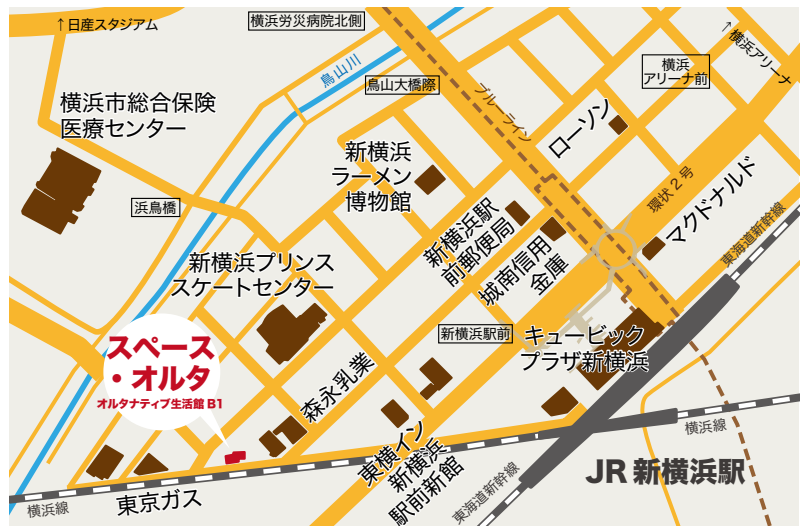 ↑日産スタジアム
横浜労災病院北側
鳥山川
鳥山大橋際
ブルーライン
横浜
アリーナ前
↑横浜アリーナ
横浜市総合保険
医療センター
新横浜
ラーメン
博物館
ローソン
浜鳥橋
環状2号
マクドナルド
東海道新幹線
新横浜駅
前郵便局
城南信用
金庫
新横浜プリンス
スケートセンター
新横浜駅前
キュービック
プラザ新横浜
スペース
・オルタ
オルタナティブ生活館 B1
森永乳業
東横イン
新横浜
駅前新館
横浜線
JR 新横浜駅
東海道新幹線
東京ガス
横浜線